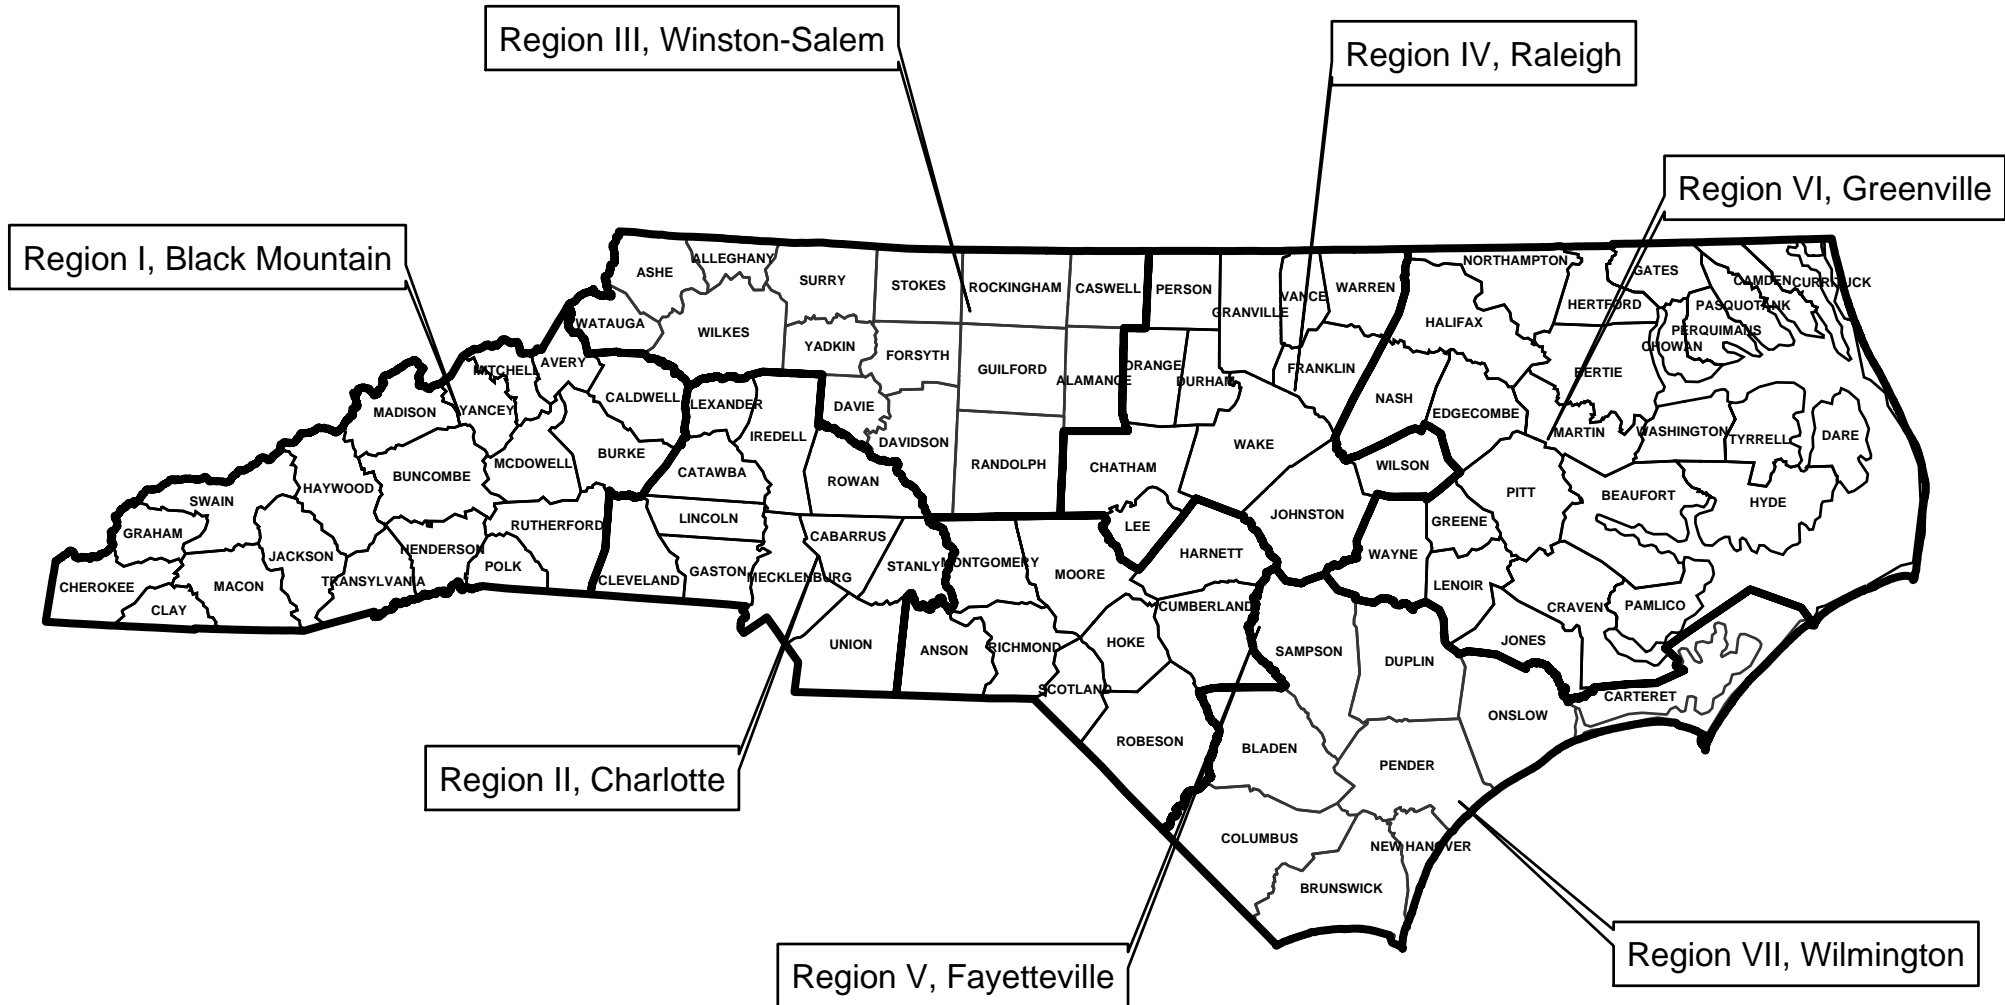 Region III, Winston-Salem
Region IV, Raleigh
Region VI, Greenville
Region I, Black Mountain
ASHE
ALLEGHANY
SURRY
STOKES
ROCKINGHAM
CASWELL
PERSON
GRANVILLE
VANCE
WARREN
NORTHAMPTON
GATES
CAMDEN
CURRITUCK
HERTFORD
PASQUOTANK
PERQUIMANS
CHOWAN
HALIFAX
WATAUGA
WILKES
YADKIN
FORSYTH
GUILFORD
ALAMANCE
ORANGE
DURHAM
FRANKLIN
BERTIE
MITCHELL
AVERY
CALDWELL
LEXANDER
DAVIE
NASH
EDGECOMBE
MADISON
YANCEY
IREDELL
DAVIDSON
WAKE
MARTIN
WASHINGTON
TYRRELL
DARE
BURKE
MCDOWELL
CATAWBA
ROWAN
RANDOLPH
CHATHAM
WILSON
BUNCOMBE
HAYWOOD
PITT
BEAUFORT
HYDE
SWAIN
LINCOLN
RUTHERFORD
LEE
JOHNSTON
GREENE
GRAHAM
CABARRUS
HARNETT
WAYNE
JACKSON
HENDERSON
POLK
STANLY
MONTGOMERY
MOORE
CHEROKEE
MACON
TRANSYLVANIA
CLEVELAND
GASTON
MECKLENBURG
LENOIR
CLAY
CUMBERLAND
CRAVEN
PAMLICO
UNION
ANSON
RICHMOND
HOKE
SAMPSON
DUPLIN
JONES
SCOTLAND
CARTERET
ONSLOW
ROBESON
BLADEN
PENDER
Region II, Charlotte
COLUMBUS
NEW HANOVER
BRUNSWICK
Region VII, Wilmington
Region V, Fayetteville